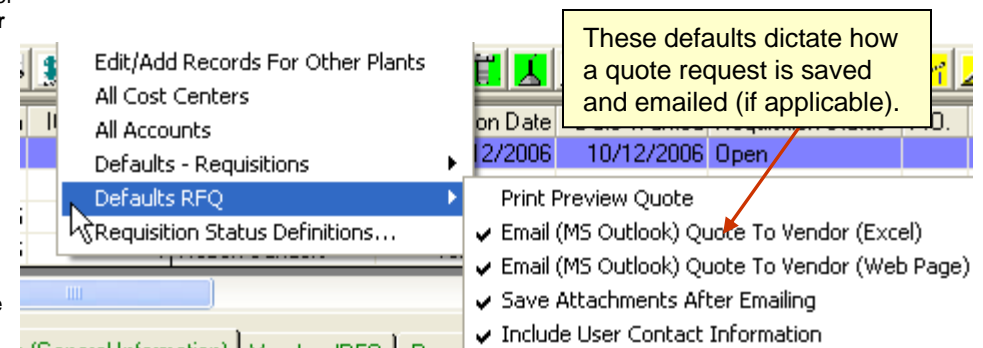 r
Edit/Add Records For Other Plants
All Cost Centers
All Accounts
Defaults - Requisitions
Defaults RFQ
Requisition Status Definitions...
These defaults dictate how
a quote request is saved
and emailed (if applicable).
on Date
12/2006 10/12/2006 Open
Print Preview Quote
Email (MS Outlook) Quote To Vendor (Excel)
Email (MS Outlook) Quote To Vendor (Web Page)
Save Attachments After Emailing
Include User Contact Information
e